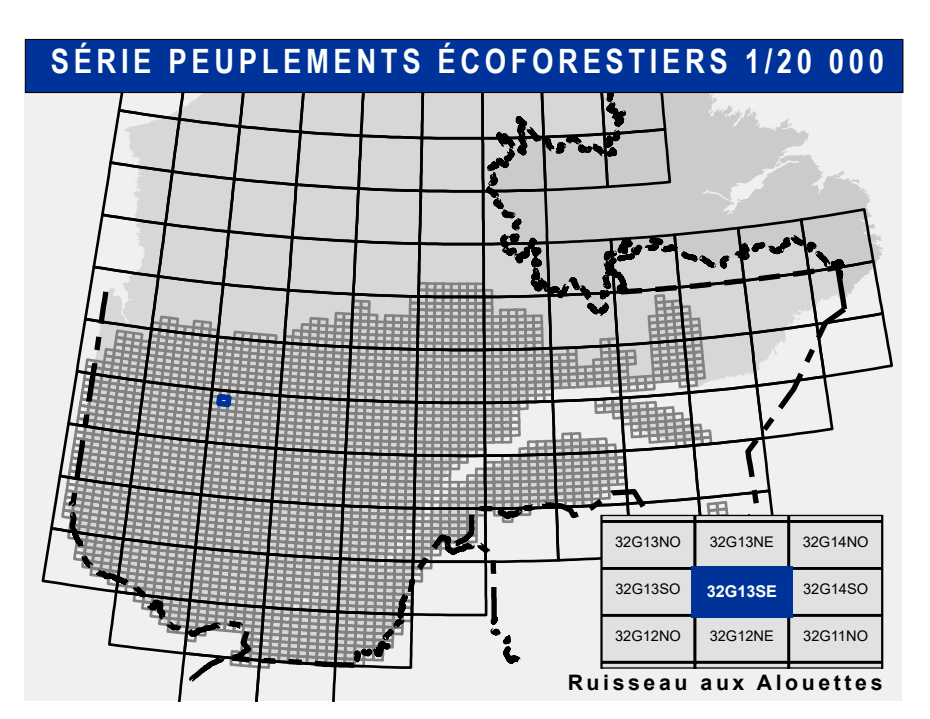 SÉRIE PEUPLEMENTS ÉCOFORESTIERS 1/20 000
32G13NO 32G13NE 32G14NO
32G13SO 32G13SE 32G14SO
32G12NO 32G12NE 32G11NO
Ruisseau aux Alouettes